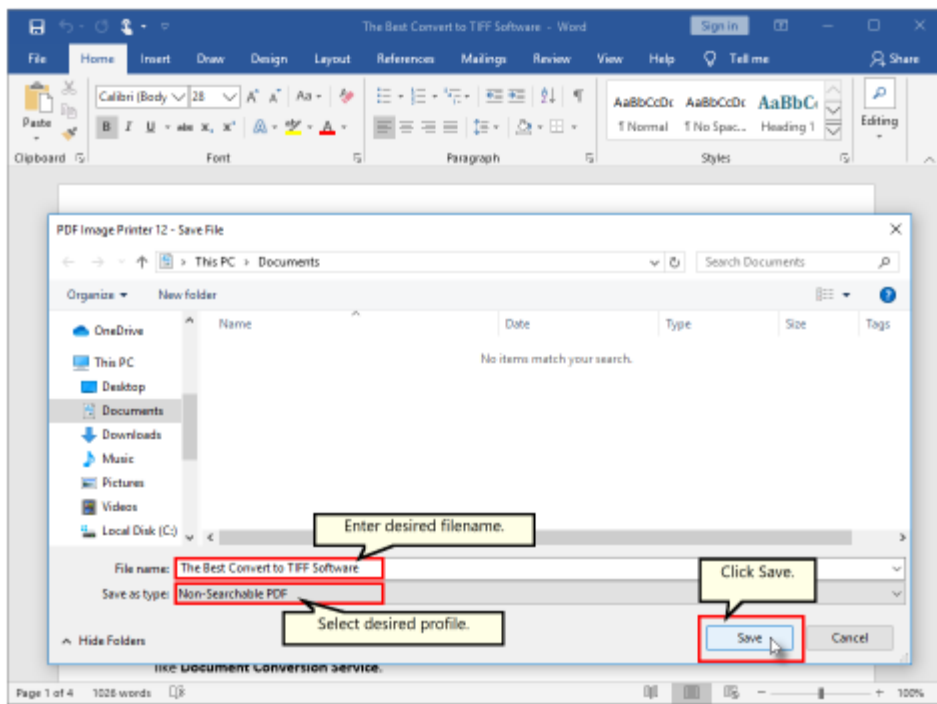 The Best Convert to TIFF Software - Word
Sign in
File Home Insert Draw Design Layout References Mailings Review View Help Tell me Share
Paste
Calibri (Body 28 A A Aa
B I U abc x, x² A A
AaBbCcDc AaBbCcDc AaBbC
¶ Normal ¶ No Spac... Heading 1
Editing
Clipboard Font Paragraph Styles
PDF Image Printer 12 - Save File
This PC > Documents
Search Documents
Organize New folder
Name Date Type Size Tags
No items match your search.
OneDrive
This PC
Desktop
Documents
Downloads
Music
Pictures
Videos
Local Disk (C:)
Enter desired filename.
File name: The Best Convert to TIFF Software
Click Save.
Save as type: Non-Searchable PDF
Select desired profile.
Hide Folders
Save Cancel
like Document Conversion Service.
Page 1 of 4 1028 words
100%